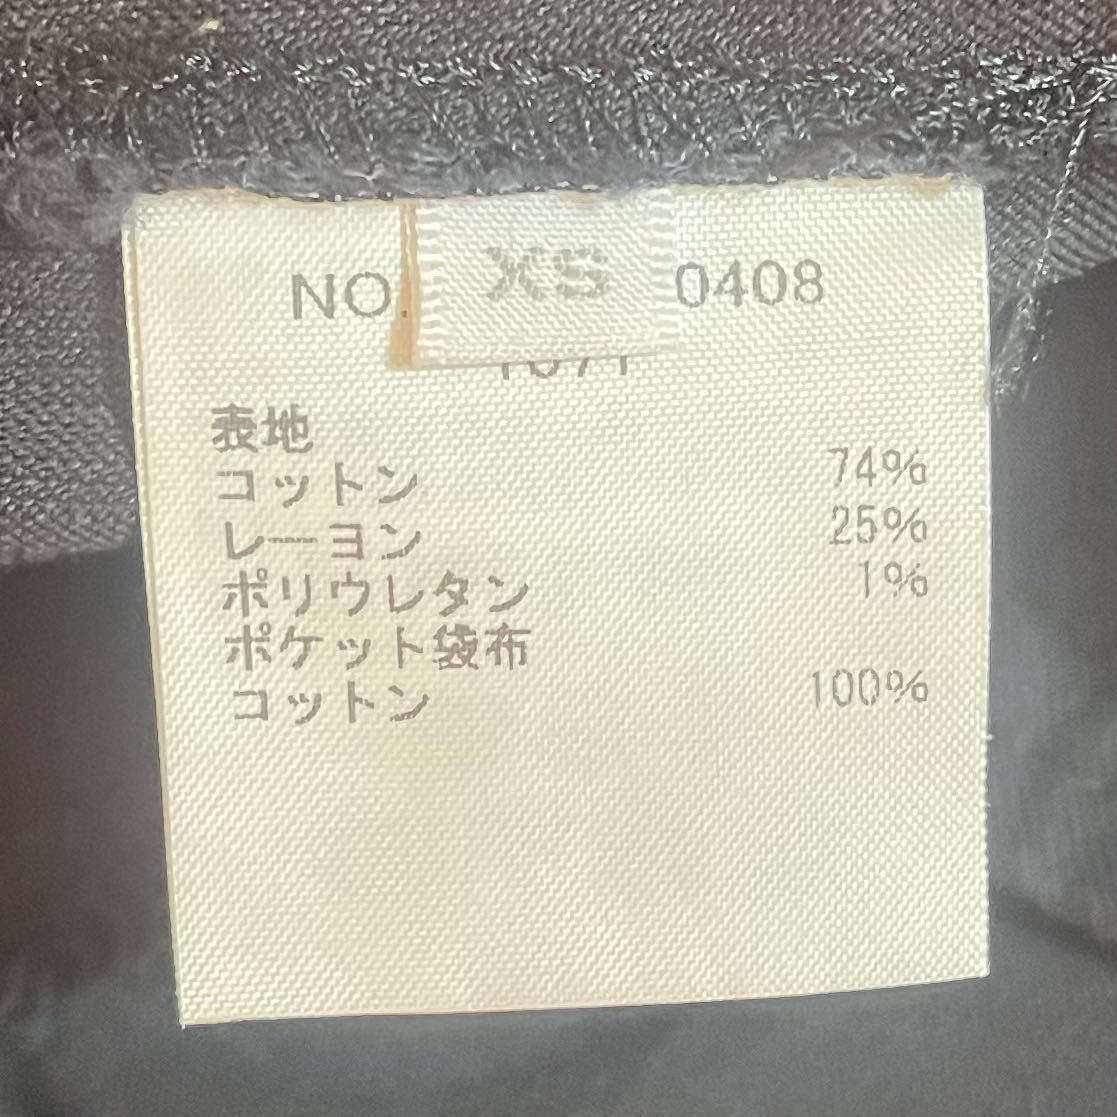 NO. XS 0408
表地
コットン 74%
レーヨン 25%
ポリウレタン 1%
ポケット袋布
コットン 100%